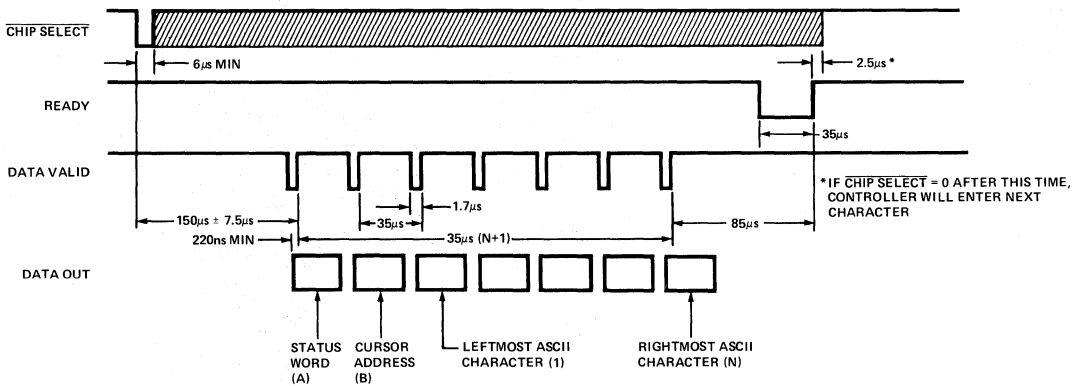 CHIP SELECT
6µs MIN
2.5µs *
READY
35µs
DATA VALID
1.7µs
*IF CHIP SELECT = 0 AFTER THIS TIME,
CONTROLLER WILL ENTER NEXT
CHARACTER
150µs ± 7.5µs
35µs
85µs
220ns MIN
35µs (N+1)
DATA OUT
STATUS
WORD
(A)
CURSOR
ADDRESS
(B)
LEFTMOST ASCII
CHARACTER (1)
RIGHTMOST ASCII
CHARACTER (N)